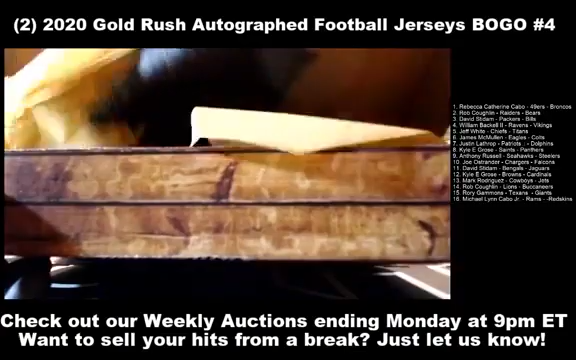 (2) 2020 Gold Rush Autographed Football Jerseys BOGO #4
1. Rebecca Catherine Cabo - 49ers - Broncos
2. Rob Coughlin - Raiders - Bears
3. David Stidam - Packers - Bills
4. William Backell II - Ravens - Vikings
5. Jeff White - Chiefs - Titans
6. James McMullen - Eagles - Colts
7. Justin Lathrop - Patriots - Dolphins
8. Kyle E Grose - Saints - Panthers
9. Anthony Russell - Seahawks - Steelers
10. Joe Ostrander - Chargers - Falcons
11. David Stidam - Bengals - Jaguars
12. Kyle E Grose - Browns - Cardinals
13. Mark Rodriguez - Cowboys - Jets
14. Rob Coughlin - Lions - Buccaneers
15. Rory Gammons - Texans - Giants
16. Michael Lynn Cabo Jr. - Rams - -Redskins
Check out our Weekly Auctions ending Monday at 9pm ET
Want to sell your hits from a break? Just let us know!